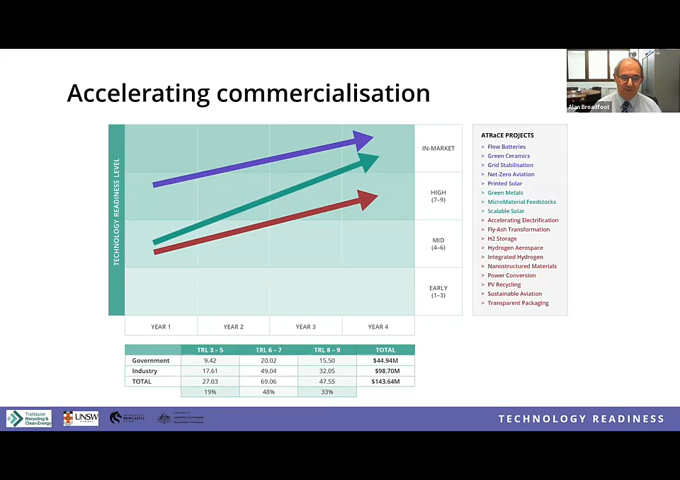 Alan Broadfoot
Accelerating commercialisation
TECHNOLOGY READINESS LEVEL
IN-MARKET
HIGH
(7–9)
MID
(4–6)
EARLY
(1–3)
YEAR 1
YEAR 2
YEAR 3
YEAR 4
ATRaCE PROJECTS
> Flow Batteries
> Green Ceramics
> Grid Stabilisation
> Net-Zero Aviation
> Printed Solar
> Green Metals
> MicroMaterial Feedstocks
> Scalable Solar
> Accelerating Electrification
> Fly-Ash Transformation
> H2 Storage
> Hydrogen Aerospace
> Integrated Hydrogen
> Nanostructured Materials
> Power Conversion
> PV Recycling
> Sustainable Aviation
> Transparent Packaging
TRL 3 – 5 TRL 6 – 7 TRL 8 – 9 TOTAL
Government 9.42 20.02 15.50 $44.94M
Industry 17.61 49.04 32.05 $98.70M
TOTAL 27.03 69.06 47.55 $143.64M
19% 48% 33%
Trailblazer
Recycling &
Clean Energy
UNSW
NEWCASTLE
TECHNOLOGY READINESS